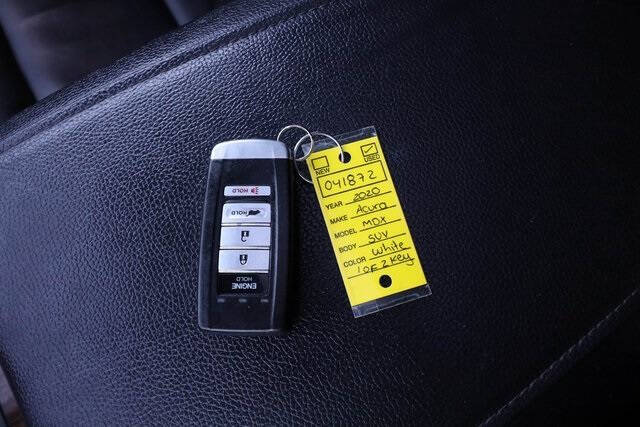 HOLD
HOLD
ENGINE
HOLD
NEW USED
041872
YEAR 2020
MAKE Acura
MODEL MDX
BODY SUV
COLOR White
1 OF 2 Key